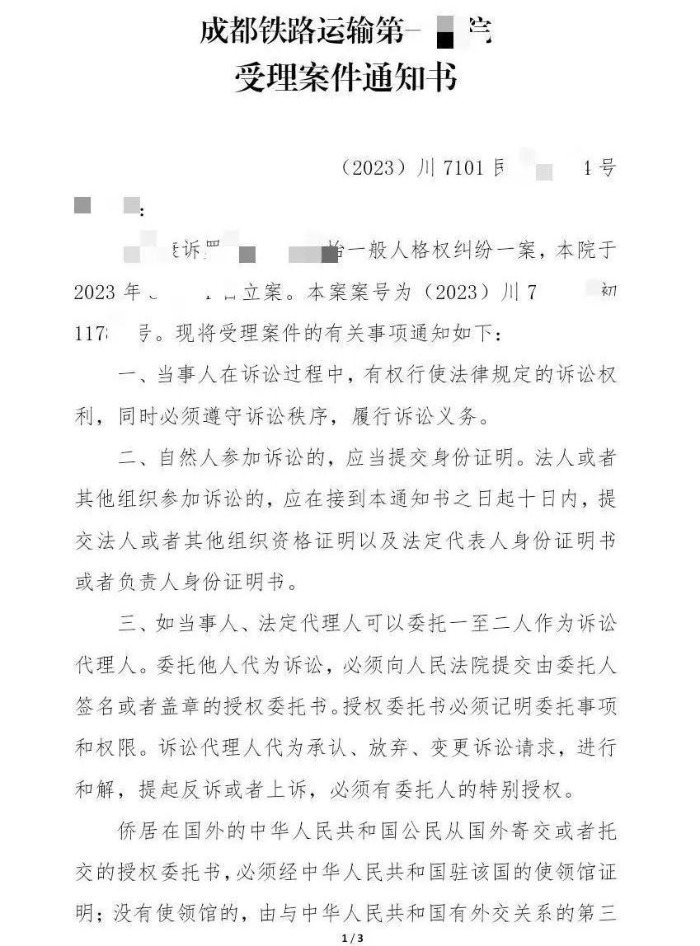 成都铁路运输第一
受理案件通知书
（2023）川 7101 民 号
：
诉 一般人格权纠纷一案，本院于
2023 年 日立案。本案案号为（2023）川 7 初
117 号。现将受理案件的有关事项通知如下：
一、当事人在诉讼过程中，有权行使法律规定的诉讼权
利，同时必须遵守诉讼秩序，履行诉讼义务。
二、自然人参加诉讼的，应当提交身份证明。法人或者
其他组织参加诉讼的，应在接到本通知书之日起十日内，提
交法人或者其他组织资格证明以及法定代表人身份证明书
或者负责人身份证明书。
三、如当事人、法定代理人可以委托一至二人作为诉讼
代理人。委托他人代为诉讼，必须向人民法院提交由委托人
签名或者盖章的授权委托书。授权委托书必须记明委托事项
和权限。诉讼代理人代为承认、放弃、变更诉讼请求，进行
和解，提起反诉或者上诉，必须有委托人的特别授权。
侨居在国外的中华人民共和国公民从国外寄交或者托
交的授权委托书，必须经中华人民共和国驻该国的使领馆证
明；没有使领馆的，由与中华人民共和国有外交关系的第三
1 / 3